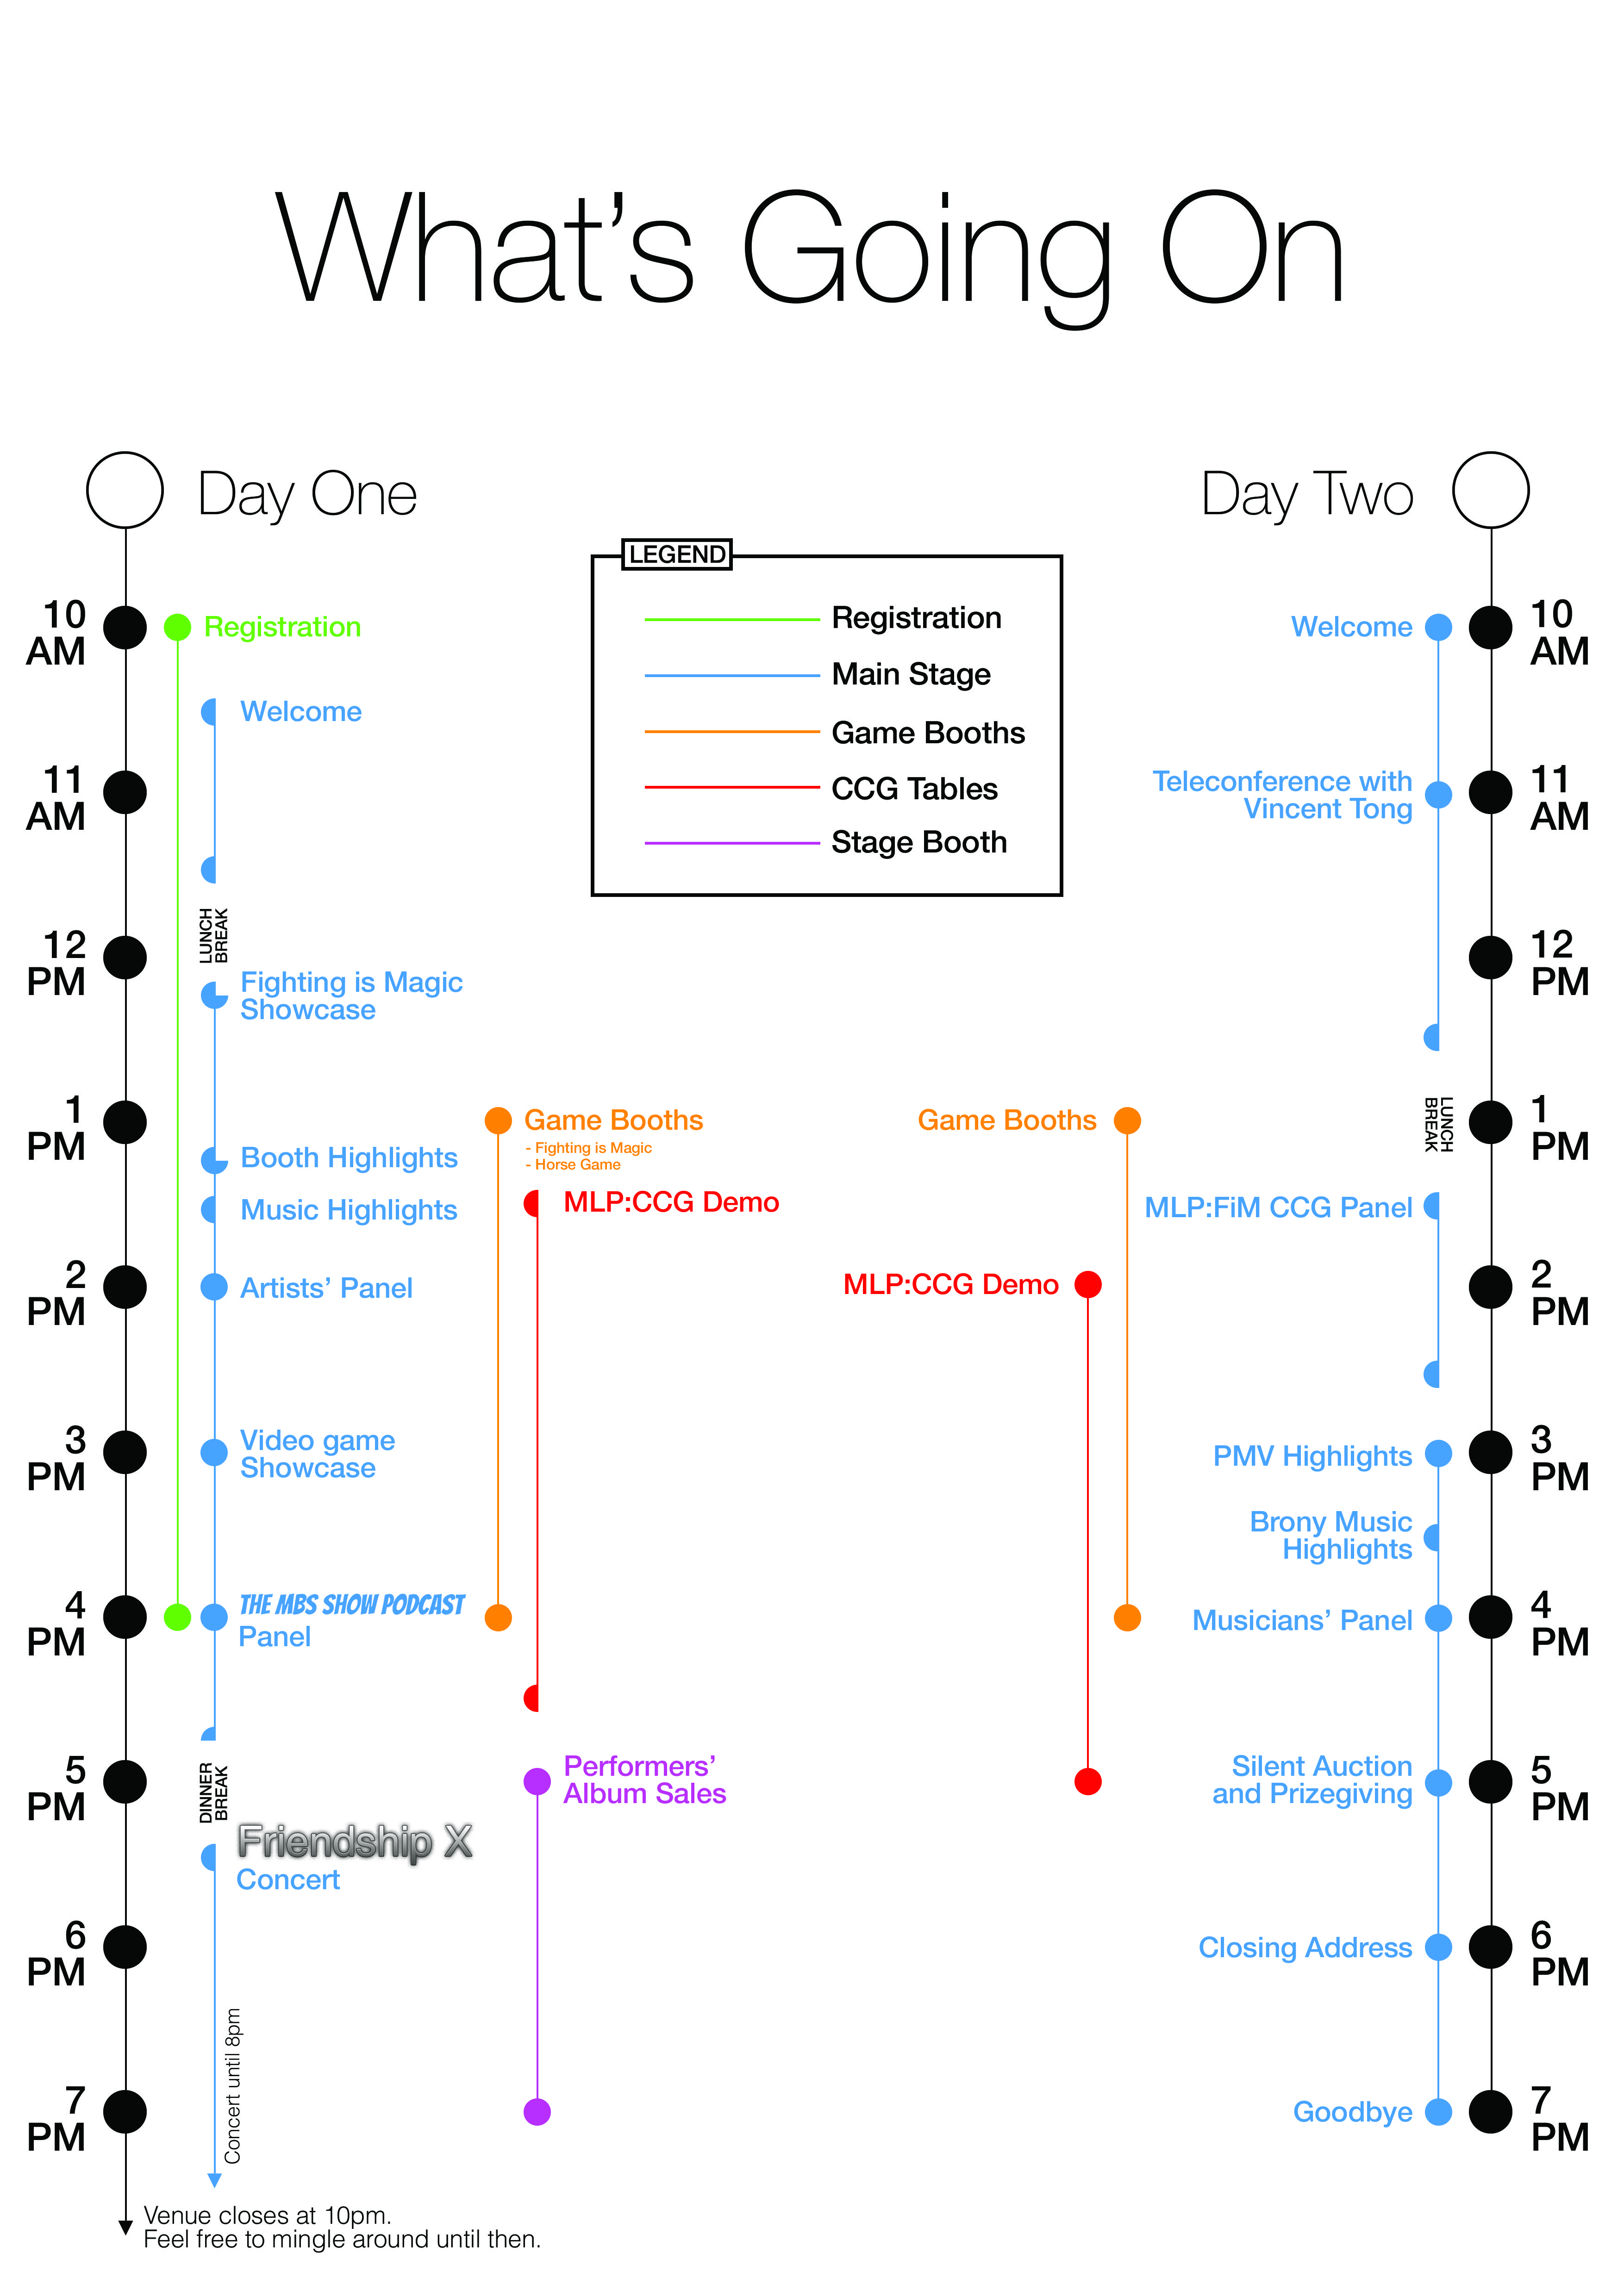 What's Going On
Day One
Day Two
LEGEND
Registration
Main Stage
Game Booths
CCG Tables
Stage Booth
10
AM
11
AM
12
PM
1
PM
2
PM
3
PM
4
PM
5
PM
6
PM
7
PM
Registration
Welcome
LUNCH
BREAK
Fighting is Magic
Showcase
Booth Highlights
Music Highlights
Artists' Panel
Video game
Showcase
THE MBS SHOW PODCAST
Panel
DINNER
BREAK
Friendship X
Concert
Concert until 8pm
Venue closes at 10pm.
Feel free to mingle around until then.
Game Booths
- Fighting is Magic
- Horse Game
MLP:CCG Demo
Performers'
Album Sales
Game Booths
MLP:CCG Demo
Welcome
Teleconference with
Vincent Tong
LUNCH
BREAK
MLP:FiM CCG Panel
PMV Highlights
Brony Music
Highlights
Musicians' Panel
Silent Auction
and Prizegiving
Closing Address
Goodbye
10
AM
11
AM
12
PM
1
PM
2
PM
3
PM
4
PM
5
PM
6
PM
7
PM